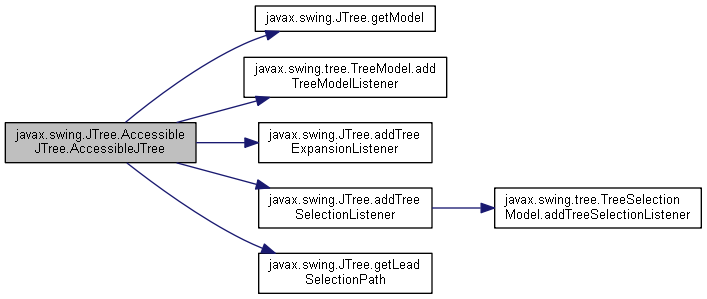 javax.swing.JTree.getModel
javax.swing.tree.TreeModel.add
TreeModelListener
javax.swing.JTree.Accessible
JTree.AccessibleJTree
javax.swing.JTree.addTree
ExpansionListener
javax.swing.JTree.addTree
SelectionListener
javax.swing.tree.TreeSelection
Model.addTreeSelectionListener
javax.swing.JTree.getLead
SelectionPath